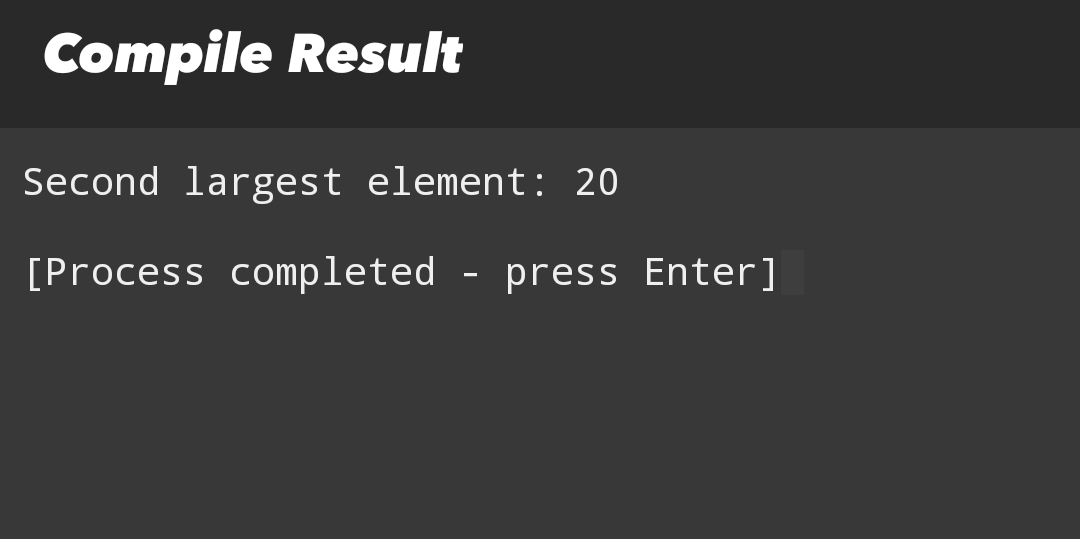 Compile Result
Second largest element: 20
[Process completed - press Enter]